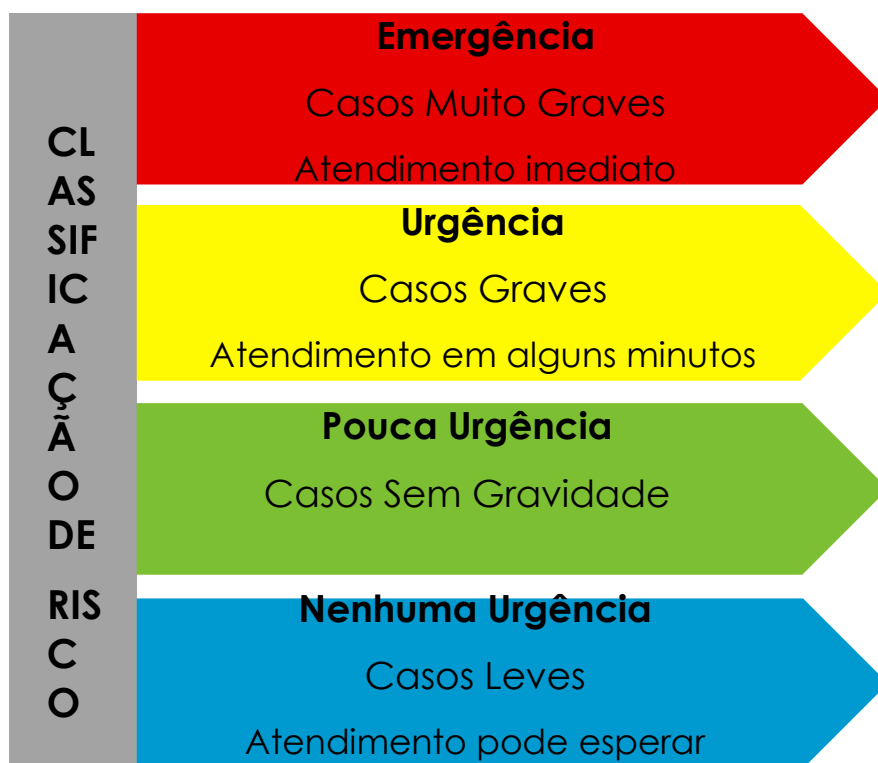 CL
AS
SIF
IC
A
Ç
Ã
O
DE
RIS
C
O
Emergência
Casos Muito Graves
Atendimento imediato
Urgência
Casos Graves
Atendimento em alguns minutos
Pouca Urgência
Casos Sem Gravidade
Nenhuma Urgência
Casos Leves
Atendimento pode esperar